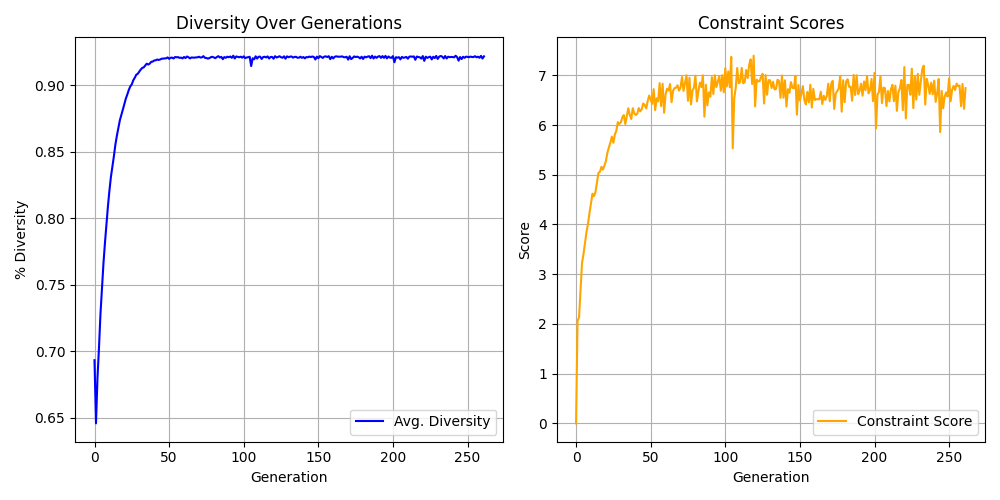 Diversity Over Generations
% Diversity
0.90
0.85
0.80
0.75
0.70
0.65
0 50 100 150 200 250
Generation
Avg. Diversity
Constraint Scores
Score
7
6
5
4
3
2
1
0
0 50 100 150 200 250
Generation
Constraint Score